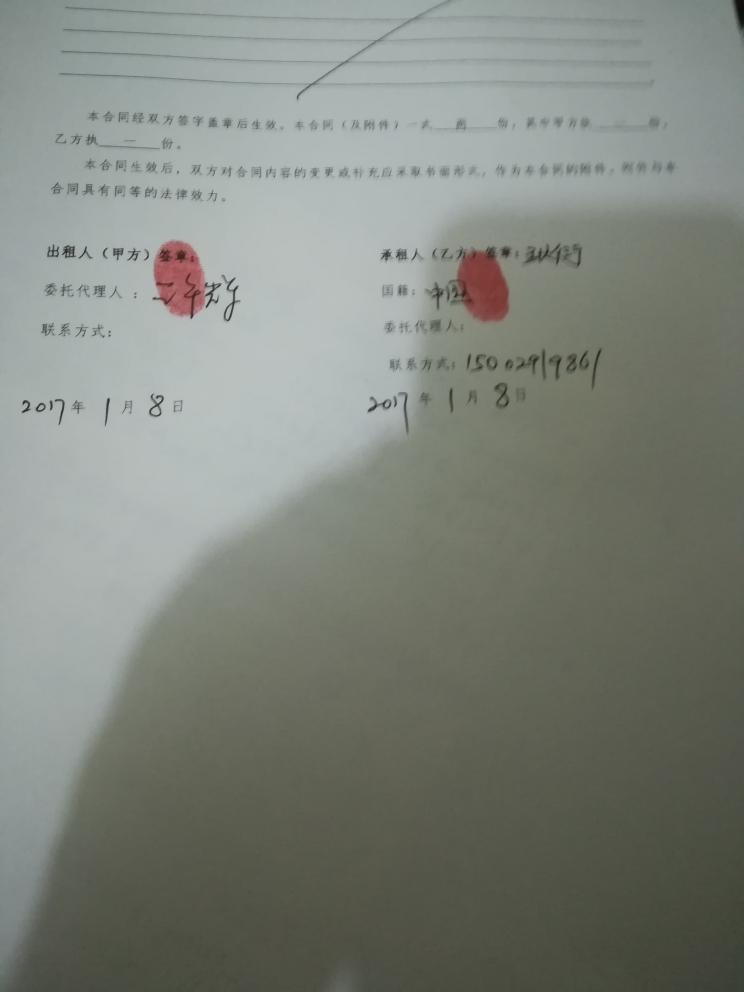 本合同经双方签字盖章后生效。本合同（及附件）一式 两 份，其中甲方执 一 份，
乙方执 一 份。
本合同生效后，双方对合同内容的变更或补充应采取书面形式，作为本合同的附件。附件与本
合同具有同等的法律效力。
出租人（甲方）签章：
承租人（乙方）签章：
委托代理人：
国籍：中国
联系方式：
委托代理人：
联系方式：15002919861
2017年 1月 8日
2017年 1月 8日